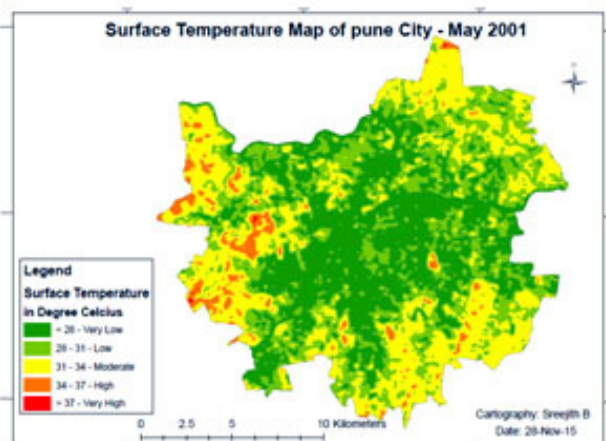 Surface Temperature Map of pune City - May 2001
Legend
Surface Temperature
in Degree Celcius
< 28 - Very Low
28 - 31 - Low
31 - 34 - Moderate
34 - 37 - High
> 37 - Very High
0 2.5 5 10 Kilometers
Cartography: Sreejith B
Date: 28-Nov-15